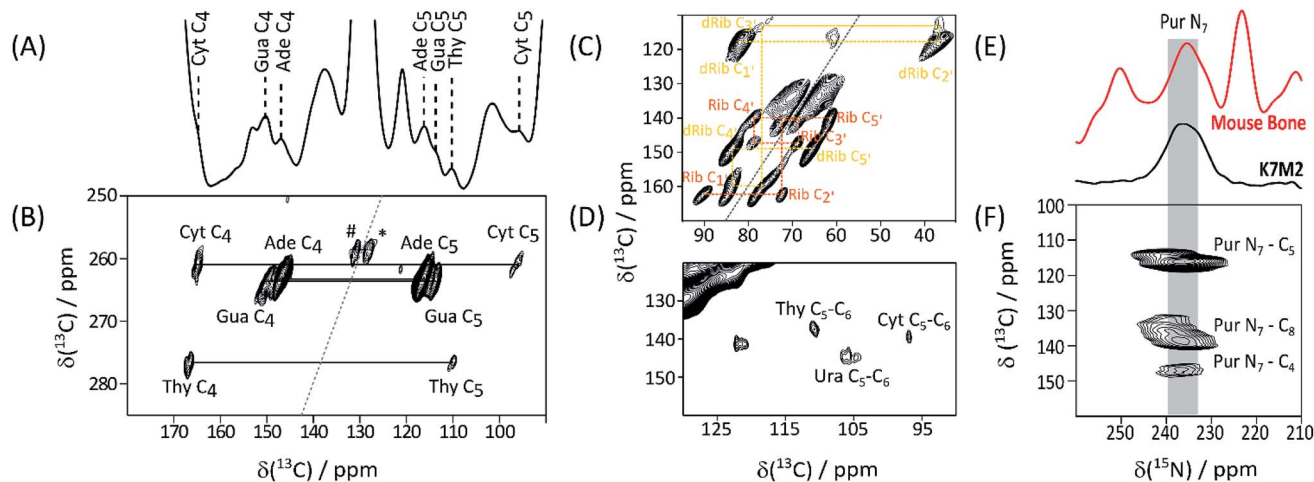 (A)
Cyt C4
Gua C4
Ade C4
Ade C5
Gua C5
Thy C5
Cyt C5
(B)
250
260
270
280
δ(¹³C) / ppm
Cyt C₄
Ade C₄
#
*
Ade C₅
Cyt C₅
Gua C₄
Gua C₅
Thy C₄
Thy C₅
170 160 150 140 130 120 110 100
δ(¹³C) / ppm
(C)
120
130
140
150
160
δ(¹³C) / ppm
dRib C₃'
dRib C₁'
dRib C₂'
Rib C₄'
Rib C₅'
Rib C₃'
dRib C₄'
dRib C₅'
Rib C₁'
Rib C₂'
90 80 70 60 50 40
(D)
130
140
150
δ(¹³C) / ppm
Thy C₅-C₆
Cyt C₅-C₆
Ura C₅-C₆
125 115 105 95
δ(¹³C) / ppm
(E)
Pur N₇
Mouse Bone
K7M2
(F)
100
110
120
130
140
150
160
δ (¹³C) / ppm
Pur N₇ - C₅
Pur N₇ - C₈
Pur N₇ - C₄
250 240 230 220 210
δ(¹⁵N) / ppm